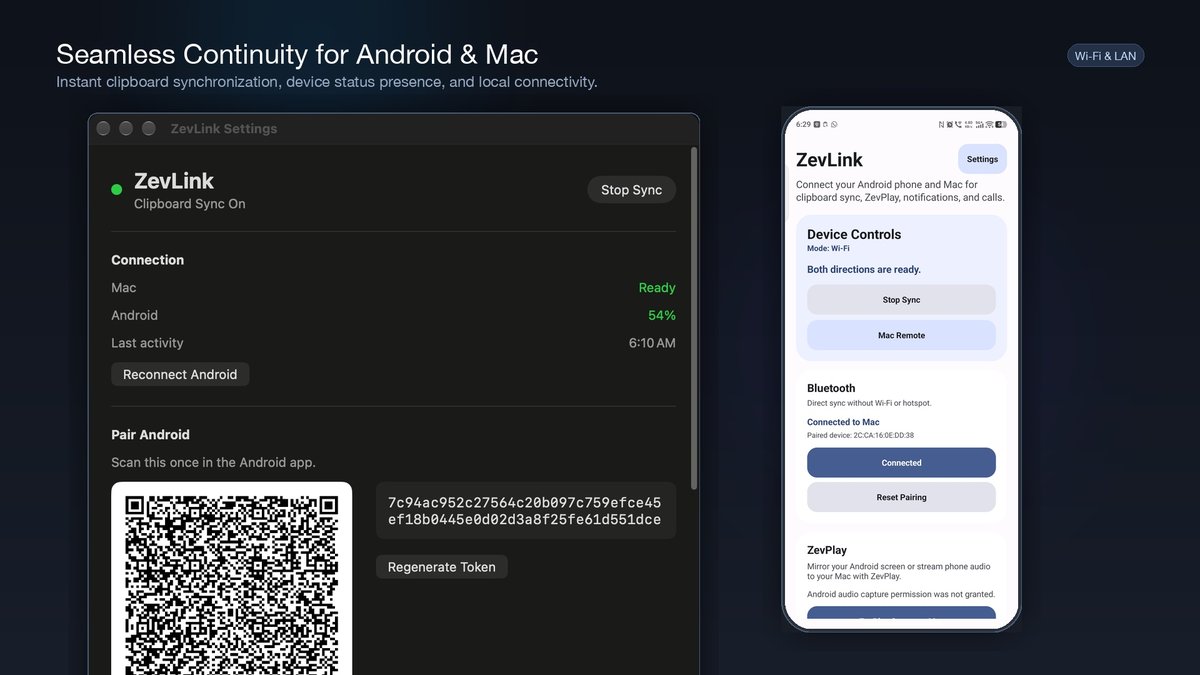 Seamless Continuity for Android & Mac
Instant clipboard synchronization, device status presence, and local connectivity.
Wi-Fi & LAN
ZevLink Settings
ZevLink
Clipboard Sync On
Stop Sync
Connection
Mac
Ready
Android
54%
Last activity
6:10 AM
Reconnect Android
Pair Android
Scan this once in the Android app.
7c94ac952c27564c20b097c759efce45
ef18b0445e0d02d3a8f25fe61d551dce
Regenerate Token
6:29
ZevLink
Settings
Connect your Android phone and Mac for
clipboard sync, ZevPlay, notifications, and calls.
Device Controls
Mode: Wi-Fi
Both directions are ready.
Stop Sync
Mac Remote
Bluetooth
Direct sync without Wi-Fi or hotspot.
Connected to Mac
Paired device: 2C:CA:16:0E:DD:38
Connected
Reset Pairing
ZevPlay
Mirror your Android screen or stream phone audio
to your Mac with ZevPlay.
Android audio capture permission was not granted.